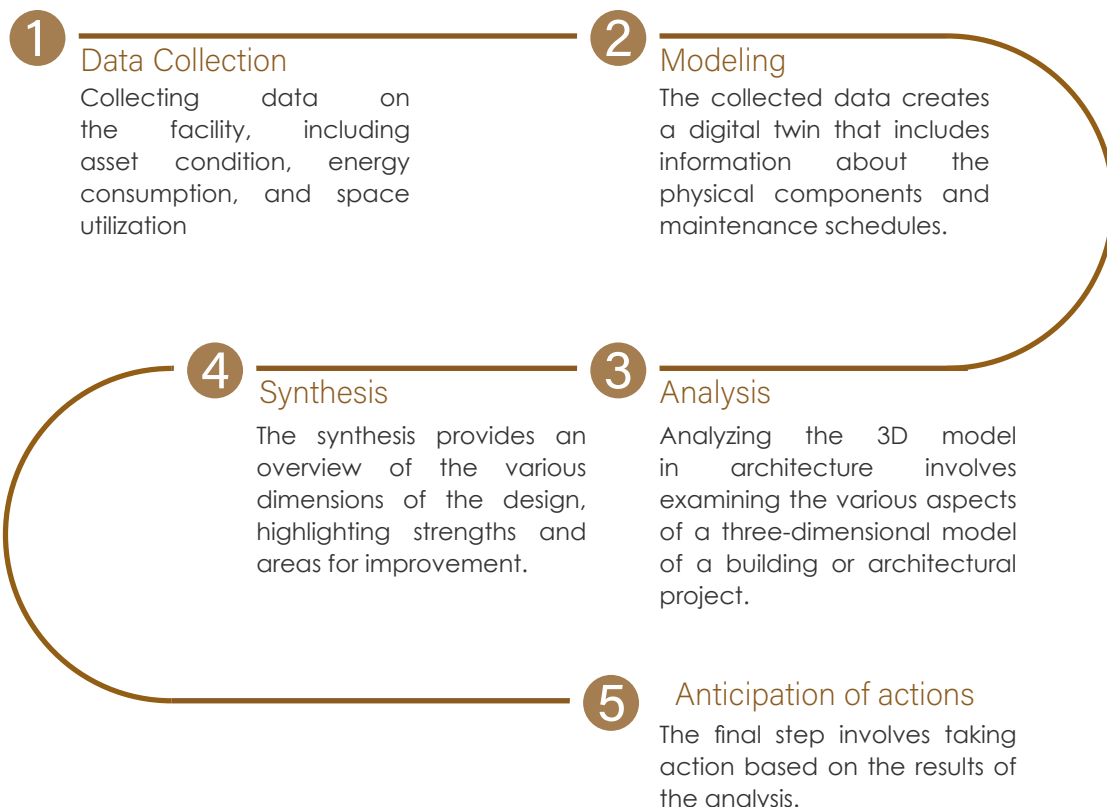 1
Data Collection
Collecting data on
the facility, including
asset condition, energy
consumption, and space
utilization
2
Modeling
The collected data creates
a digital twin that includes
information about the
physical components and
maintenance schedules.
3
Analysis
Analyzing the 3D model
in architecture involves
examining the various aspects
of a three-dimensional model
of a building or architectural
project.
4
Synthesis
The synthesis provides an
overview of the various
dimensions of the design,
highlighting strengths and
areas for improvement.
5
Anticipation of actions
The final step involves taking
action based on the results of
the analysis.